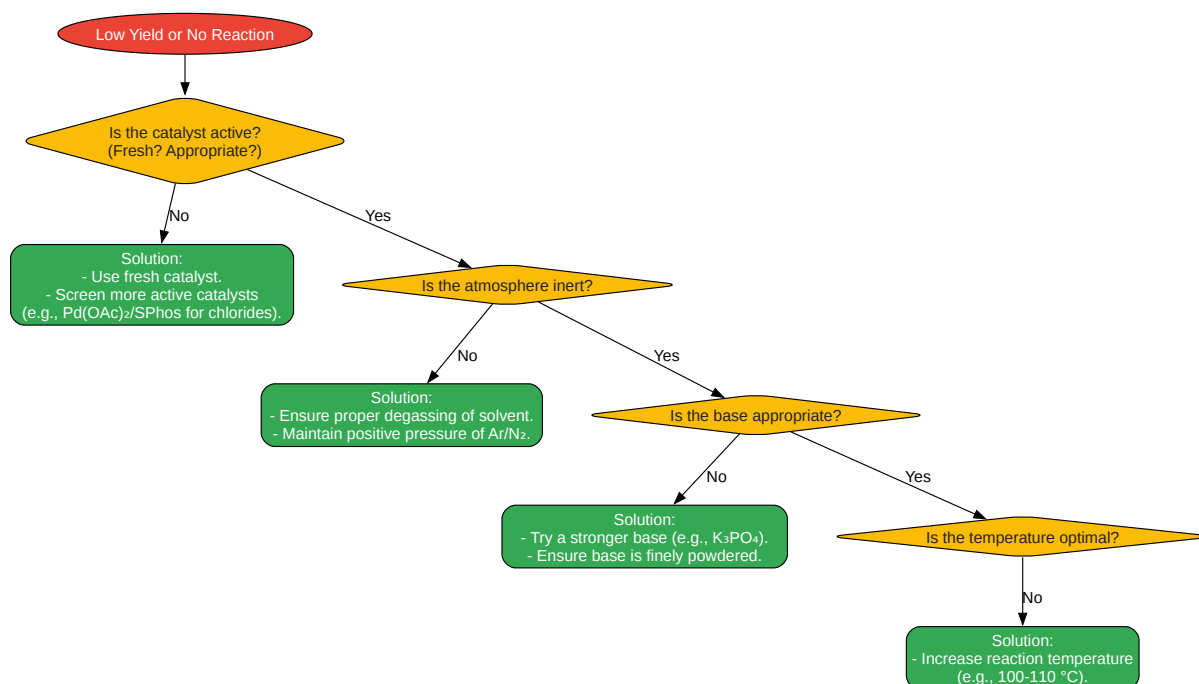 Low Yield or No Reaction
Is the catalyst active?
(Fresh? Appropriate?)
No
Yes
Solution:
- Use fresh catalyst.
- Screen more active catalysts
(e.g., Pd(OAc)₂/SPhos for chlorides).
Is the atmosphere inert?
No
Yes
Solution:
- Ensure proper degassing of solvent.
- Maintain positive pressure of Ar/N₂.
Is the base appropriate?
No
Yes
Solution:
- Try a stronger base (e.g., K₃PO₄).
- Ensure base is finely powdered.
Is the temperature optimal?
No
Solution:
- Increase reaction temperature
(e.g., 100-110 °C).